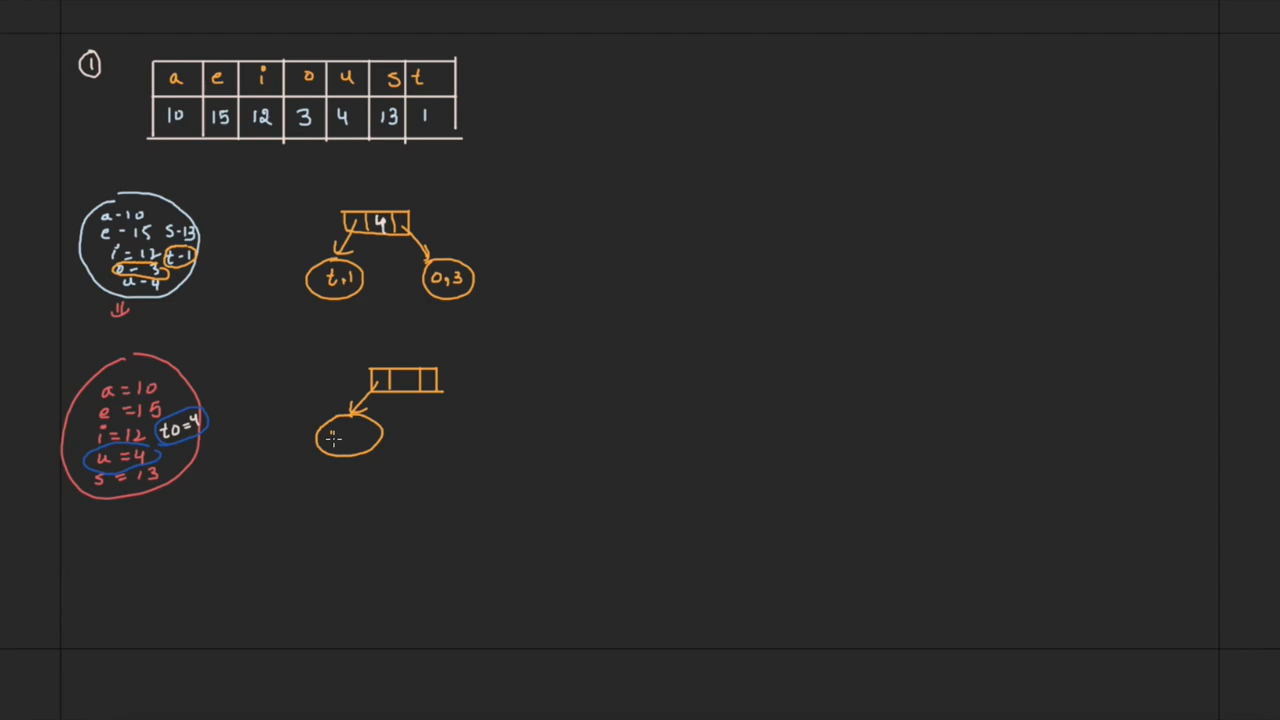 1
a e i o u s t
10 15 12 3 4 13 1
a-10
e-15 s-13
i=12 t-1
o-3
u-4
4
t,1 0,3
a=10
e=15
i=12 to=4
u=4
s=13